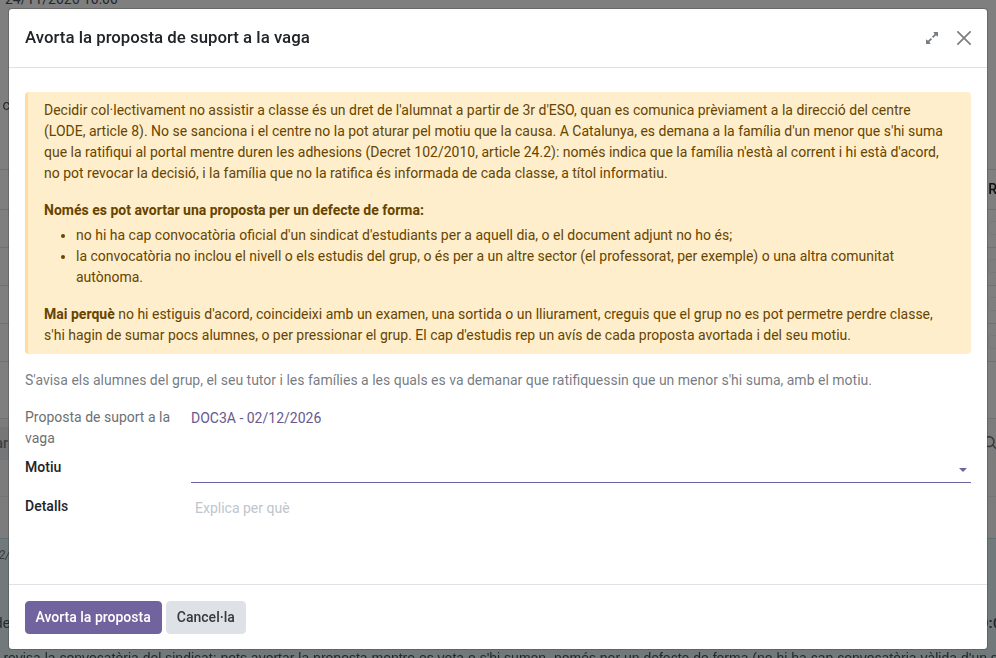 24/11/2026 10:00
Avorta la proposta de suport a la vaga
Decidir col·lectivament no assistir a classe és un dret de l'alumnat a partir de 3r d'ESO, quan es comunica prèviament a la direcció del centre
(LODE, article 8). No se sanciona i el centre no la pot aturar pel motiu que la causa. A Catalunya, es demana a la família d'un menor que s'hi suma
que la ratifiqui al portal mentre duren les adhesions (Decret 102/2010, article 24.2): només indica que la família n'està al corrent i hi està d'acord,
no pot revocar la decisió, i la família que no la ratifica és informada de cada classe, a títol informatiu.
Només es pot avortar una proposta per un defecte de forma:
• no hi ha cap convocatòria oficial d'un sindicat d'estudiants per a aquell dia, o el document adjunt no ho és;
• la convocatòria no inclou el nivell o els estudis del grup, o és per a un altre sector (el professorat, per exemple) o una altra comunitat
autònoma.
Mai perquè no hi estiguis d'acord, coincideixi amb un examen, una sortida o un lliurament, creguis que el grup no es pot permetre perdre classe,
s'hi hagin de sumar pocs alumnes, o per pressionar el grup. El cap d'estudis rep un avís de cada proposta avortada i del seu motiu.
S'avisa els alumnes del grup, el seu tutor i les famílies a les quals es va demanar que ratifiquessin que un menor s'hi suma, amb el motiu.
Proposta de suport a la DOC3A - 02/12/2026
vaga
Motiu
Detalls Explica per què
Avorta la proposta Cancel·la